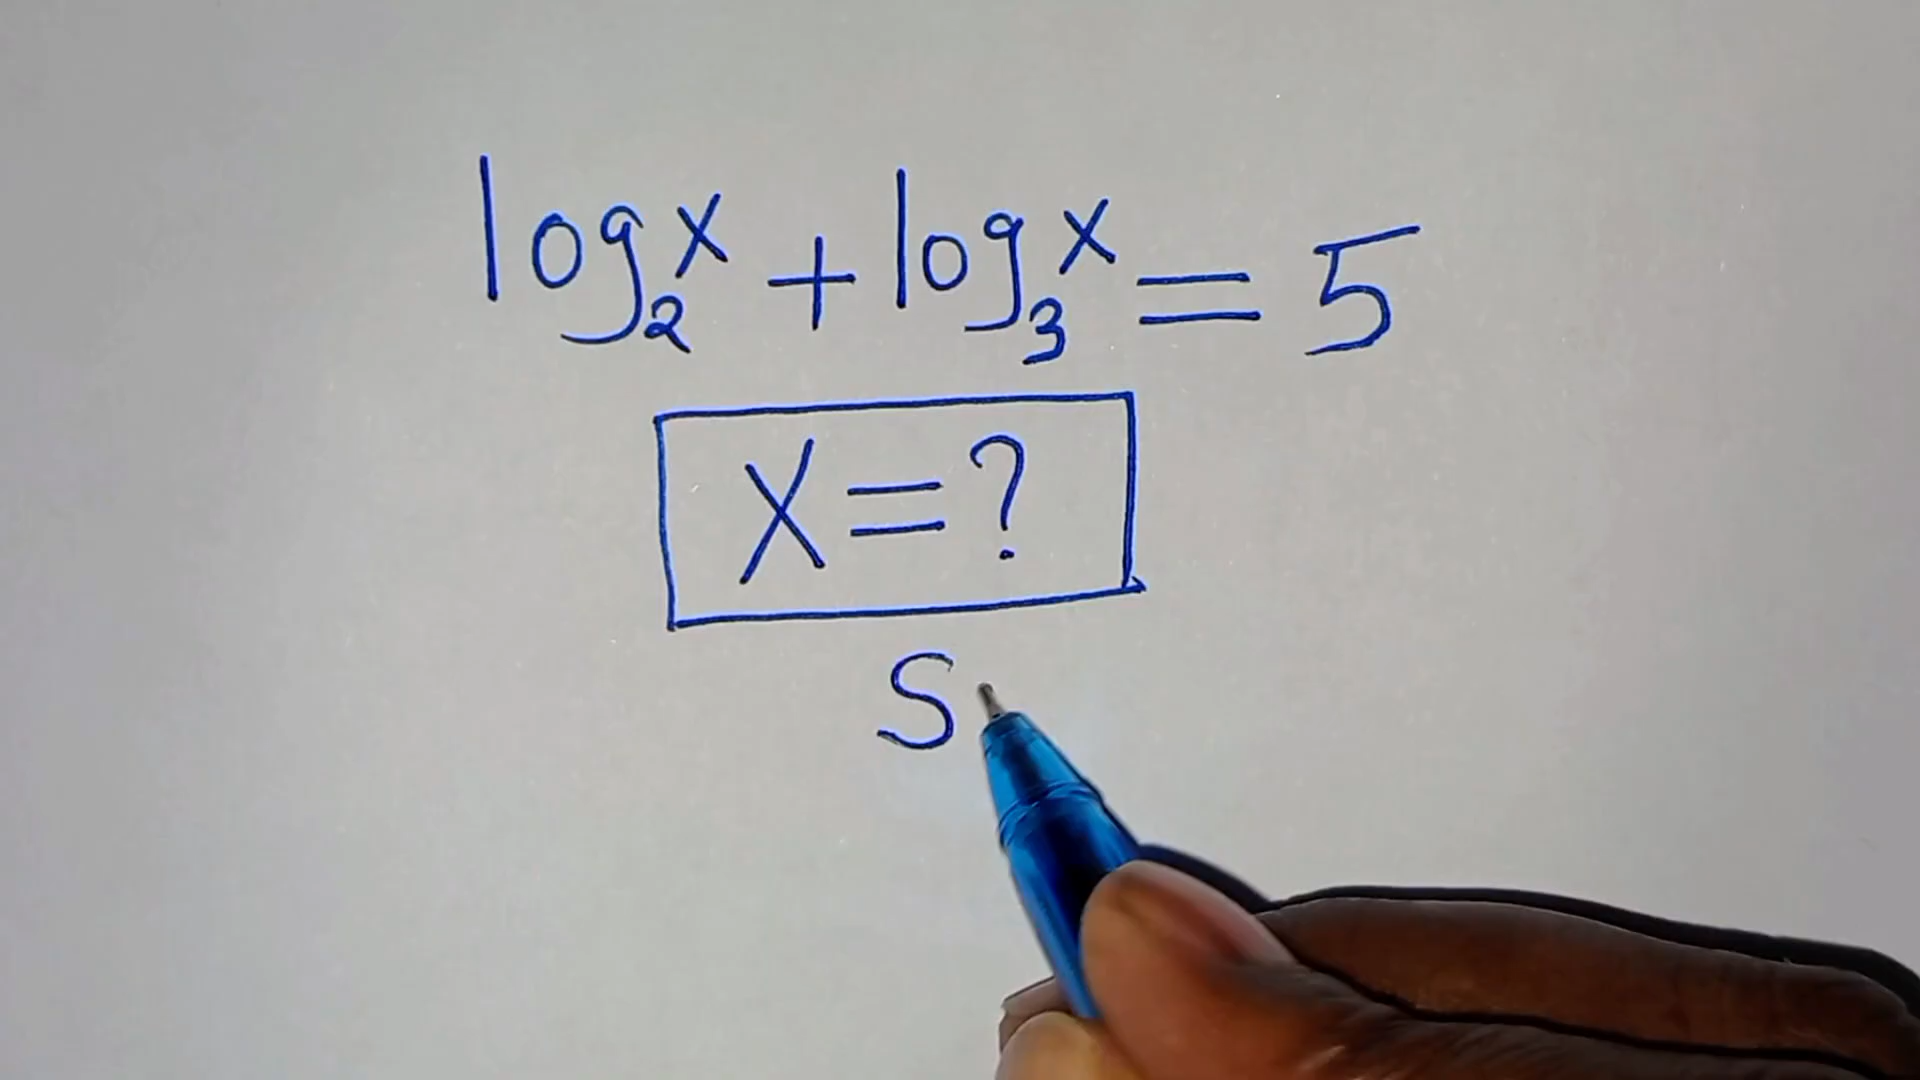 log₂x + log₃x = 5
X = ?
S